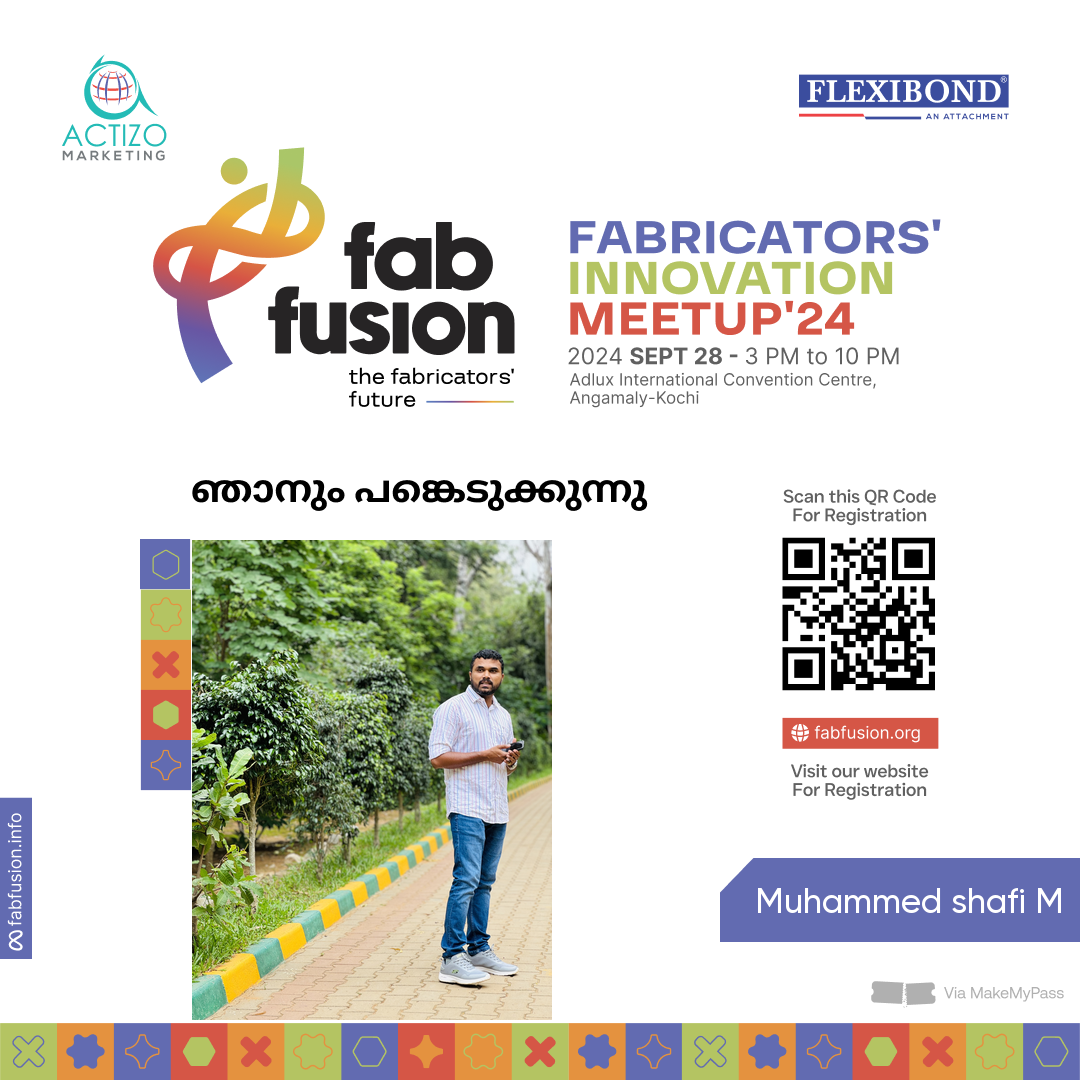 ACTIZO
MARKETING
FLEXIBOND®
AN ATTACHMENT
fab
fusion
the fabricators'
future
FABRICATORS'
INNOVATION
MEETUP'24
2024 SEPT 28 - 3 PM to 10 PM
Adlux International Convention Centre,
Angamaly-Kochi
ഞാനും പങ്കെടുക്കുന്നു
Scan this QR Code
For Registration
fabfusion.org
Visit our website
For Registration
fabfusion.info
Muhammed shafi M
Via MakeMyPass